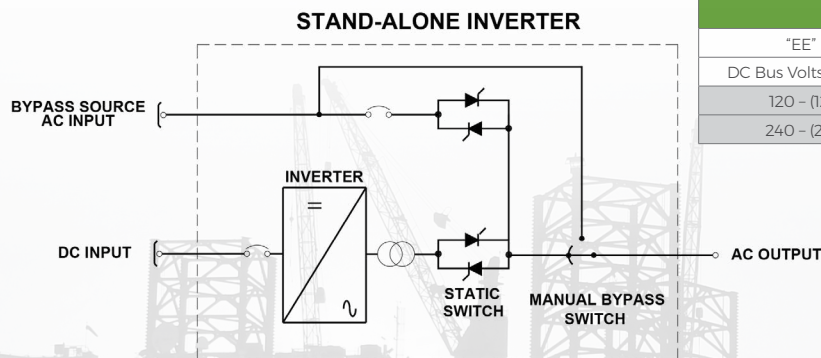 STAND-ALONE INVERTER
"EE"
DC Bus Volts
120 – (1
240 – (2
BYPASS SOURCE
AC INPUT
INVERTER
DC INPUT
AC OUTPUT
STATIC
SWITCH
MANUAL BYPASS
SWITCH